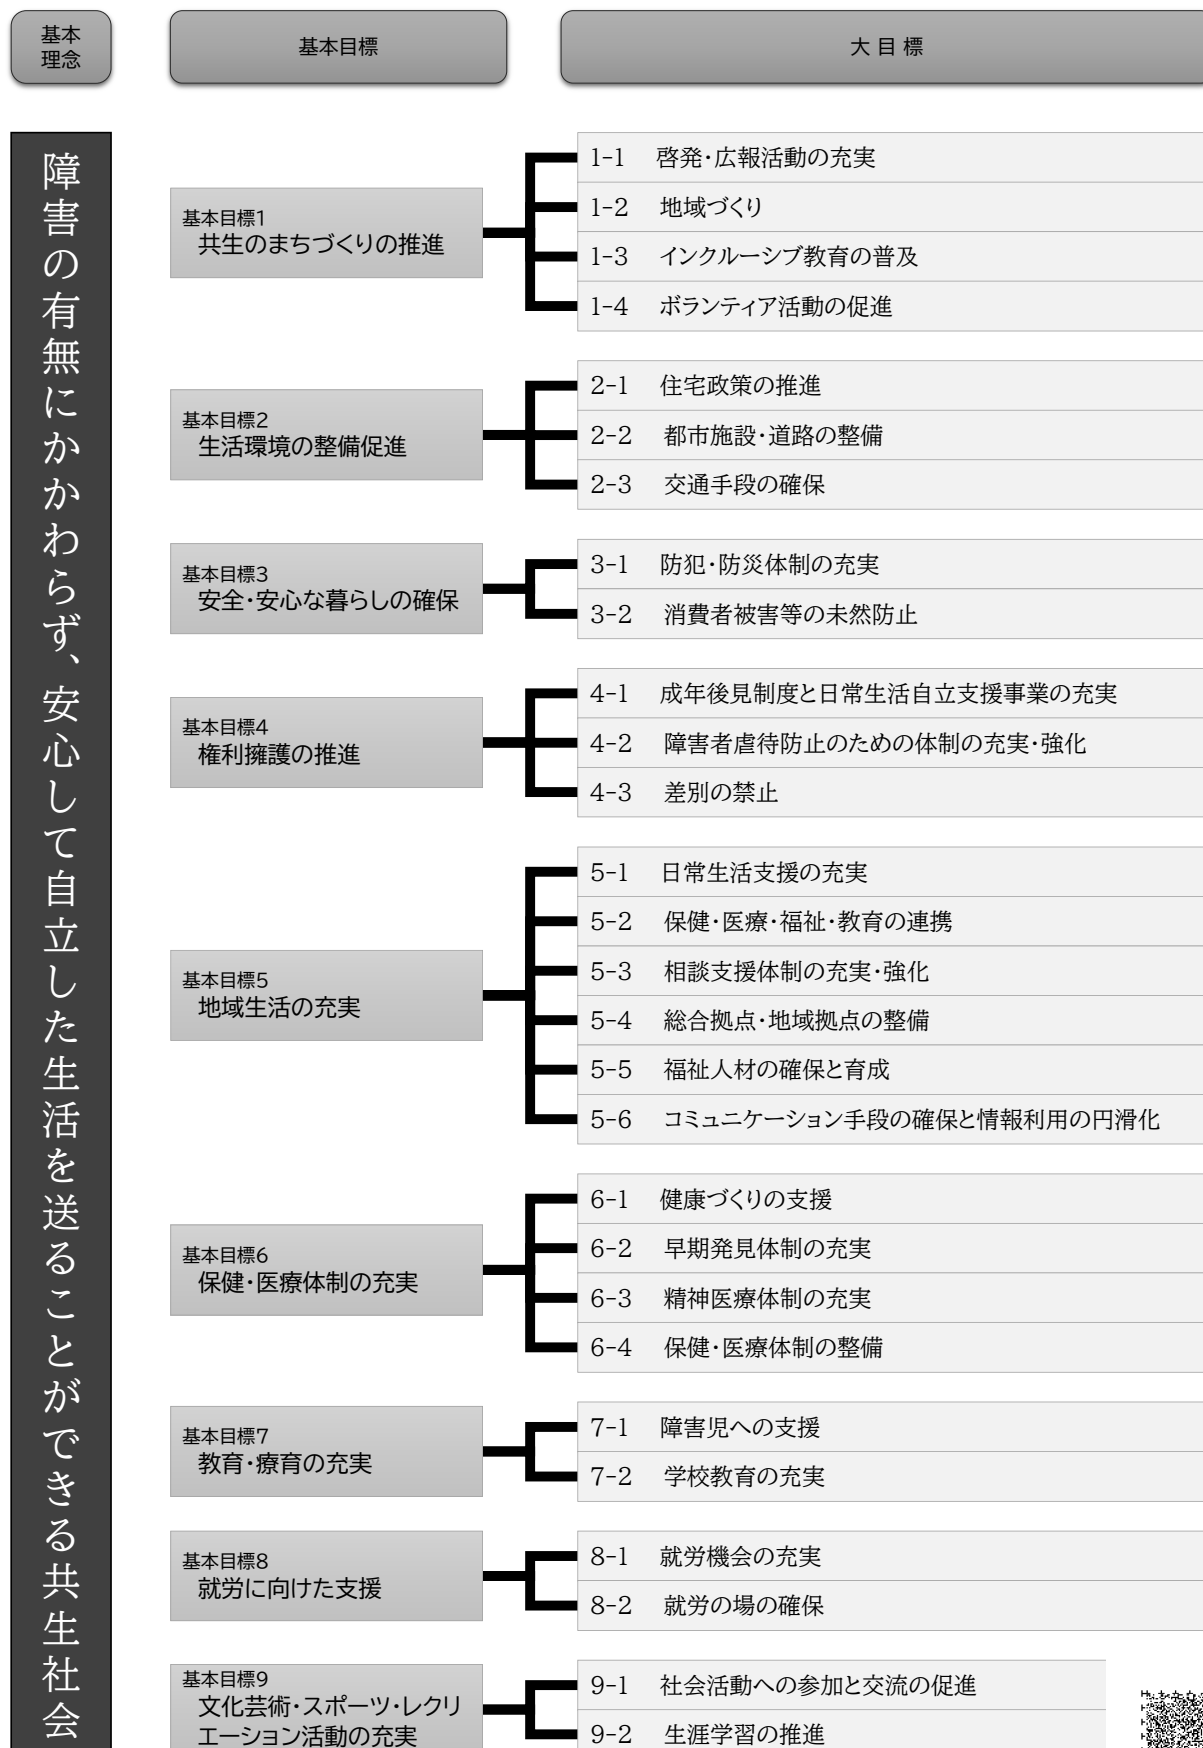 基本
理念
基本目標
大目標
障害の有無にかかわらず、安心して自立した生活を送ることができる共生社会
基本目標1
共生のまちづくりの推進
1-1 啓発・広報活動の充実
1-2 地域づくり
1-3 インクルーシブ教育の普及
1-4 ボランティア活動の促進
基本目標2
生活環境の整備促進
2-1 住宅政策の推進
2-2 都市施設・道路の整備
2-3 交通手段の確保
基本目標3
安全・安心な暮らしの確保
3-1 防犯・防災体制の充実
3-2 消費者被害等の未然防止
基本目標4
権利擁護の推進
4-1 成年後見制度と日常生活自立支援事業の充実
4-2 障害者虐待防止のための体制の充実・強化
4-3 差別の禁止
基本目標5
地域生活の充実
5-1 日常生活支援の充実
5-2 保健・医療・福祉・教育の連携
5-3 相談支援体制の充実・強化
5-4 総合拠点・地域拠点の整備
5-5 福祉人材の確保と育成
5-6 コミュニケーション手段の確保と情報利用の円滑化
基本目標6
保健・医療体制の充実
6-1 健康づくりの支援
6-2 早期発見体制の充実
6-3 精神医療体制の充実
6-4 保健・医療体制の整備
基本目標7
教育・療育の充実
7-1 障害児への支援
7-2 学校教育の充実
基本目標8
就労に向けた支援
8-1 就労機会の充実
8-2 就労の場の確保
基本目標9
文化芸術・スポーツ・レクリ
エーション活動の充実
9-1 社会活動への参加と交流の促進
9-2 生涯学習の推進